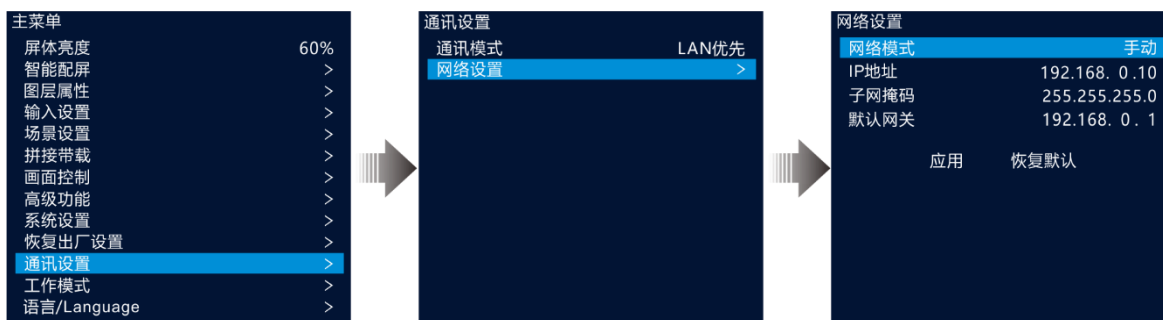 主菜单
屏体亮度 60%
智能配屏 >
图层属性 >
输入设置 >
场景设置 >
拼接带载 >
画面控制 >
高级功能 >
系统设置 >
恢复出厂设置 >
通讯设置 >
工作模式 >
语言/Language >
通讯设置
通讯模式 LAN优先
网络设置 >
网络设置
网络模式 手动
IP地址 192.168. 0.10
子网掩码 255.255.255.0
默认网关 192.168. 0. 1
应用 恢复默认